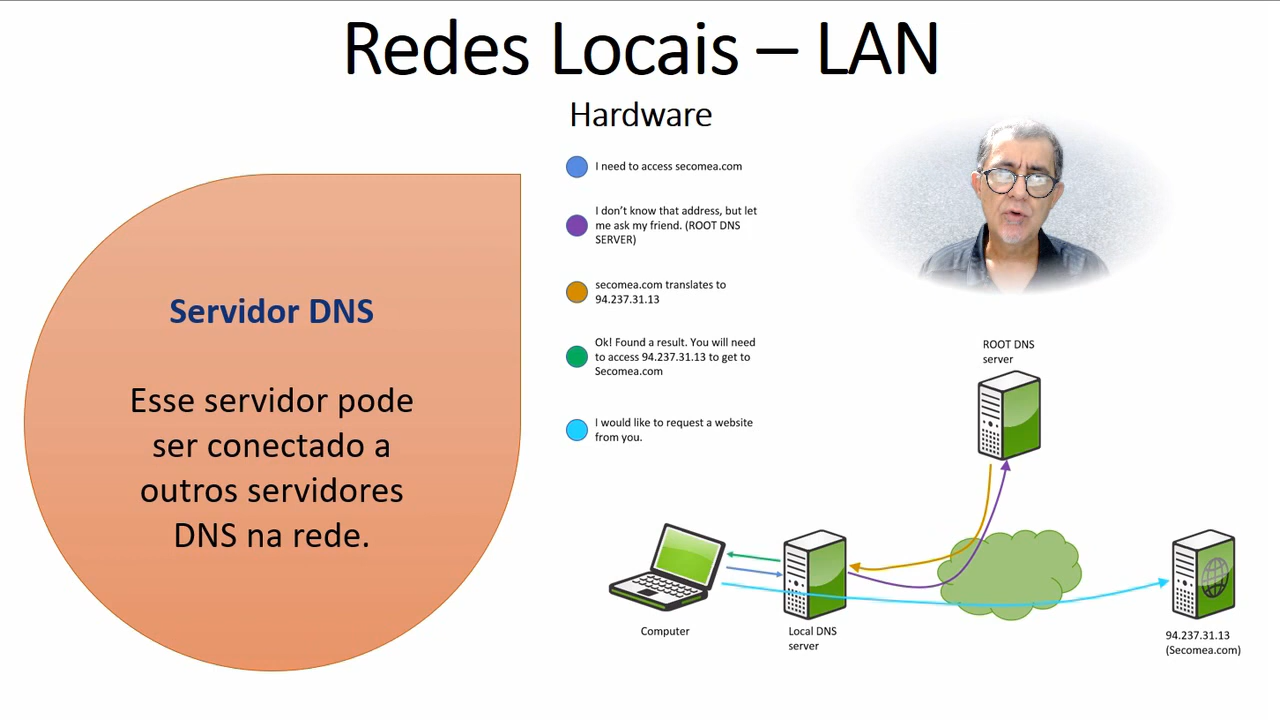 Redes Locais – LAN
Hardware
Servidor DNS
Esse servidor pode
ser conectado a
outros servidores
DNS na rede.
I need to access secomea.com
I don't know that address, but let
me ask my friend. (ROOT DNS
SERVER)
secomea.com translates to
94.237.31.13
Ok! Found a result. You will need
to access 94.237.31.13 to get to
Secomea.com
I would like to request a website
from you.
ROOT DNS
server
Computer
Local DNS
server
94.237.31.13
(Secomea.com)